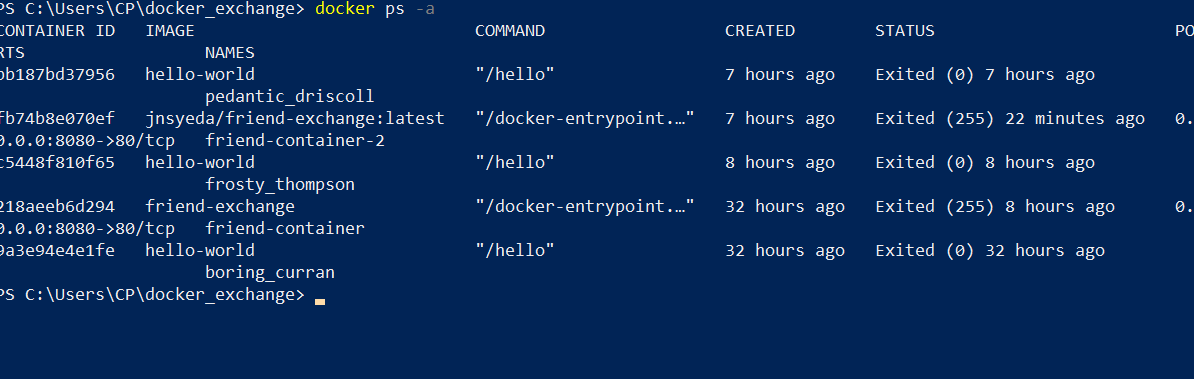 PS C:\Users\CP\docker_exchange> docker ps -a
CONTAINER ID   IMAGE                             COMMAND                  CREATED        STATUS                        PO
RTS                  NAMES
bb187bd37956   hello-world                       "/hello"                 7 hours ago    Exited (0) 7 hours ago
                     pedantic_driscoll
fb74b8e070ef   jnsyeda/friend-exchange:latest   "/docker-entrypoint.…"   7 hours ago    Exited (255) 22 minutes ago   0.
0.0.0:8080->80/tcp   friend-container-2
c5448f810f65   hello-world                       "/hello"                 8 hours ago    Exited (0) 8 hours ago
                     frosty_thompson
218aeeb6d294   friend-exchange                   "/docker-entrypoint.…"   32 hours ago   Exited (255) 8 hours ago      0.
0.0.0:8080->80/tcp   friend-container
9a3e94e4e1fe   hello-world                       "/hello"                 32 hours ago   Exited (0) 32 hours ago
                     boring_curran
PS C:\Users\CP\docker_exchange>